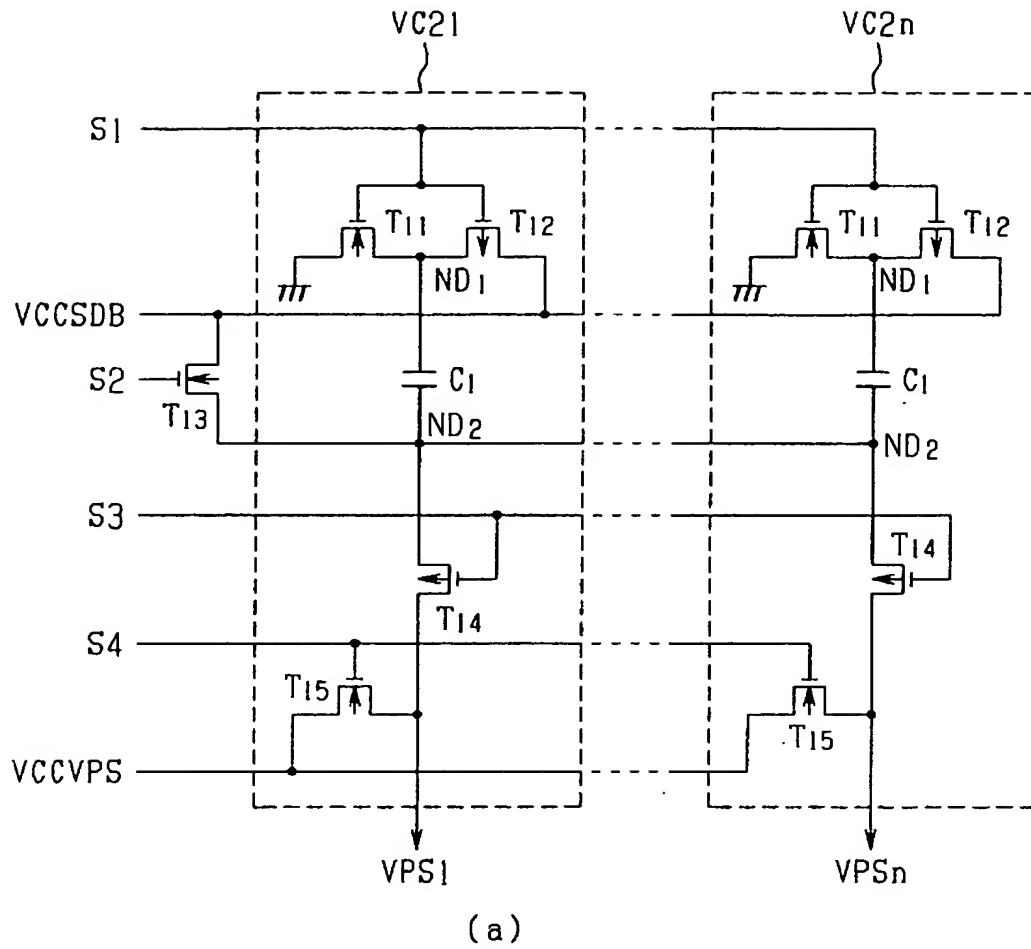 VC21 VC2n
S1
T11 T12 T11 T12
ND1 ND1
VCCSDB
S2 C1 C1
T13
ND2 ND2
S3
T14
T14
S4
T15
T15
VCCVPS
VPS1 VPSn
(a)